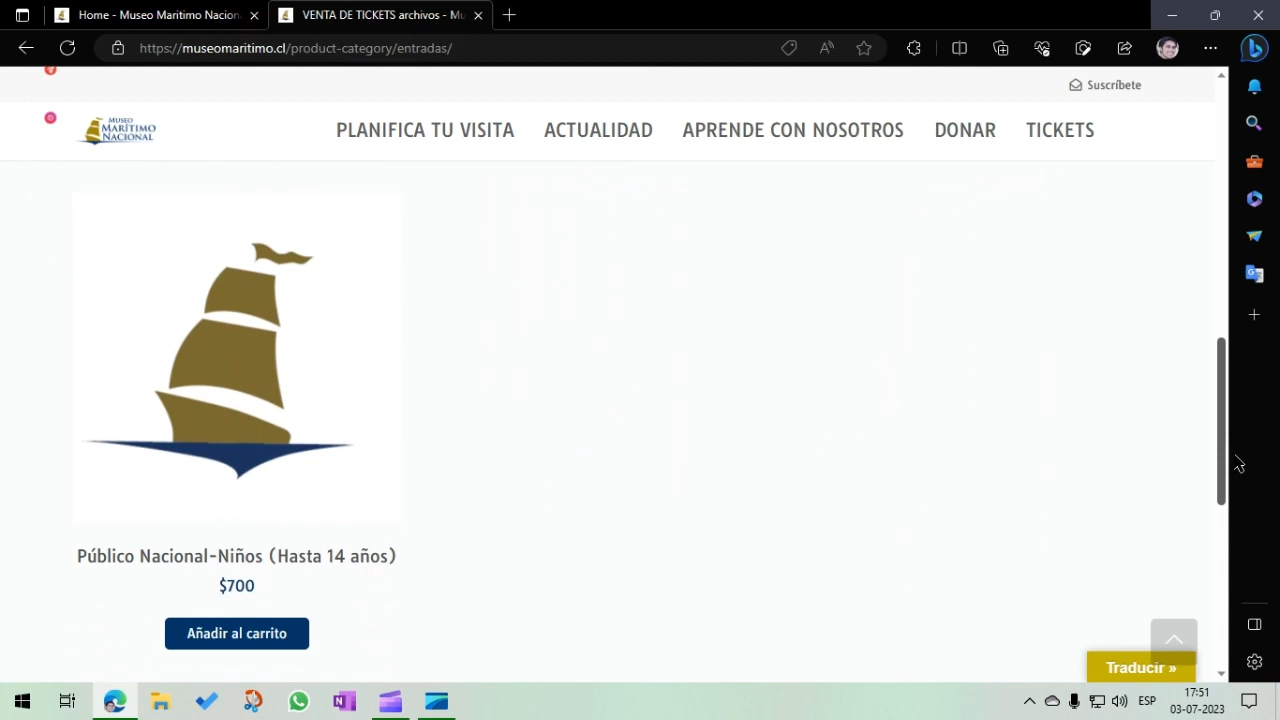 Home - Museo Maritimo Nacion
VENTA DE TICKETS archivos - Mu
https://museomaritimo.cl/product-category/entradas/
Suscríbete
MUSEO
MARÍTIMO
NACIONAL
PLANIFICA TU VISITA
ACTUALIDAD
APRENDE CON NOSOTROS
DONAR
TICKETS
Público Nacional-Niños (Hasta 14 años)
$700
Añadir al carrito
Traducir »
ESP
17:51
03-07-2023